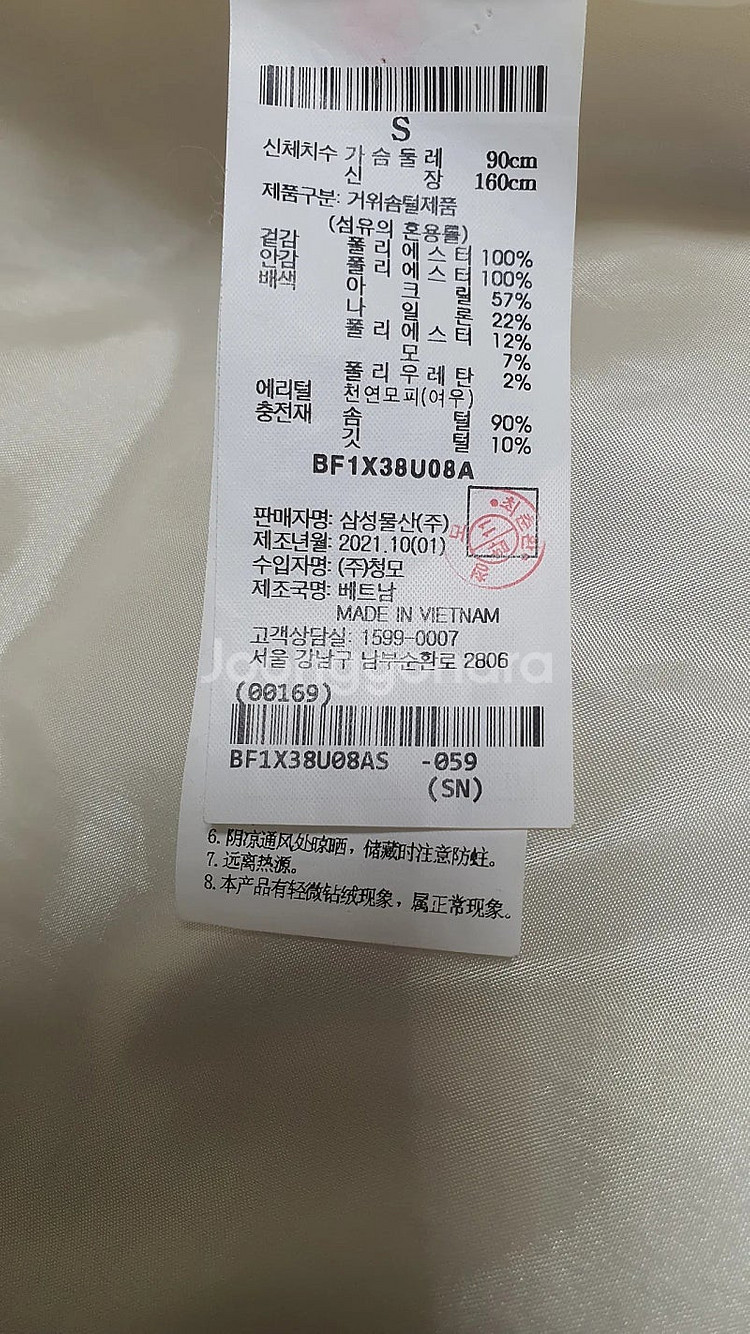 S
신체치수 가슴둘레 90cm
신장 160cm
제품구분: 거위솜털제품
(섬유의 혼용률)
겉감 폴리에스터 100%
안감 폴리에스터 100%
배색 아크릴 57%
나일론 22%
폴리에스터 12%
모 7%
폴리우레탄 2%
에리털 천연모피(여우)
충전재 솜털 90%
깃털 10%
BF1X38U08A
판매자명: 삼성물산(주)
제조년월: 2021.10(01)
수입자명: (주)청모
제조국명: 베트남
MADE IN VIETNAM
고객상담실: 1599-0007
서울 강남구 남부순환로 2806
Joonggonara
(00169)
BF1X38U08AS -059
(SN)
6. 阴凉通风处晾晒，储藏时注意防蛀。
7. 远离热源。
8. 本产品有轻微钻绒现象，属正常现象。